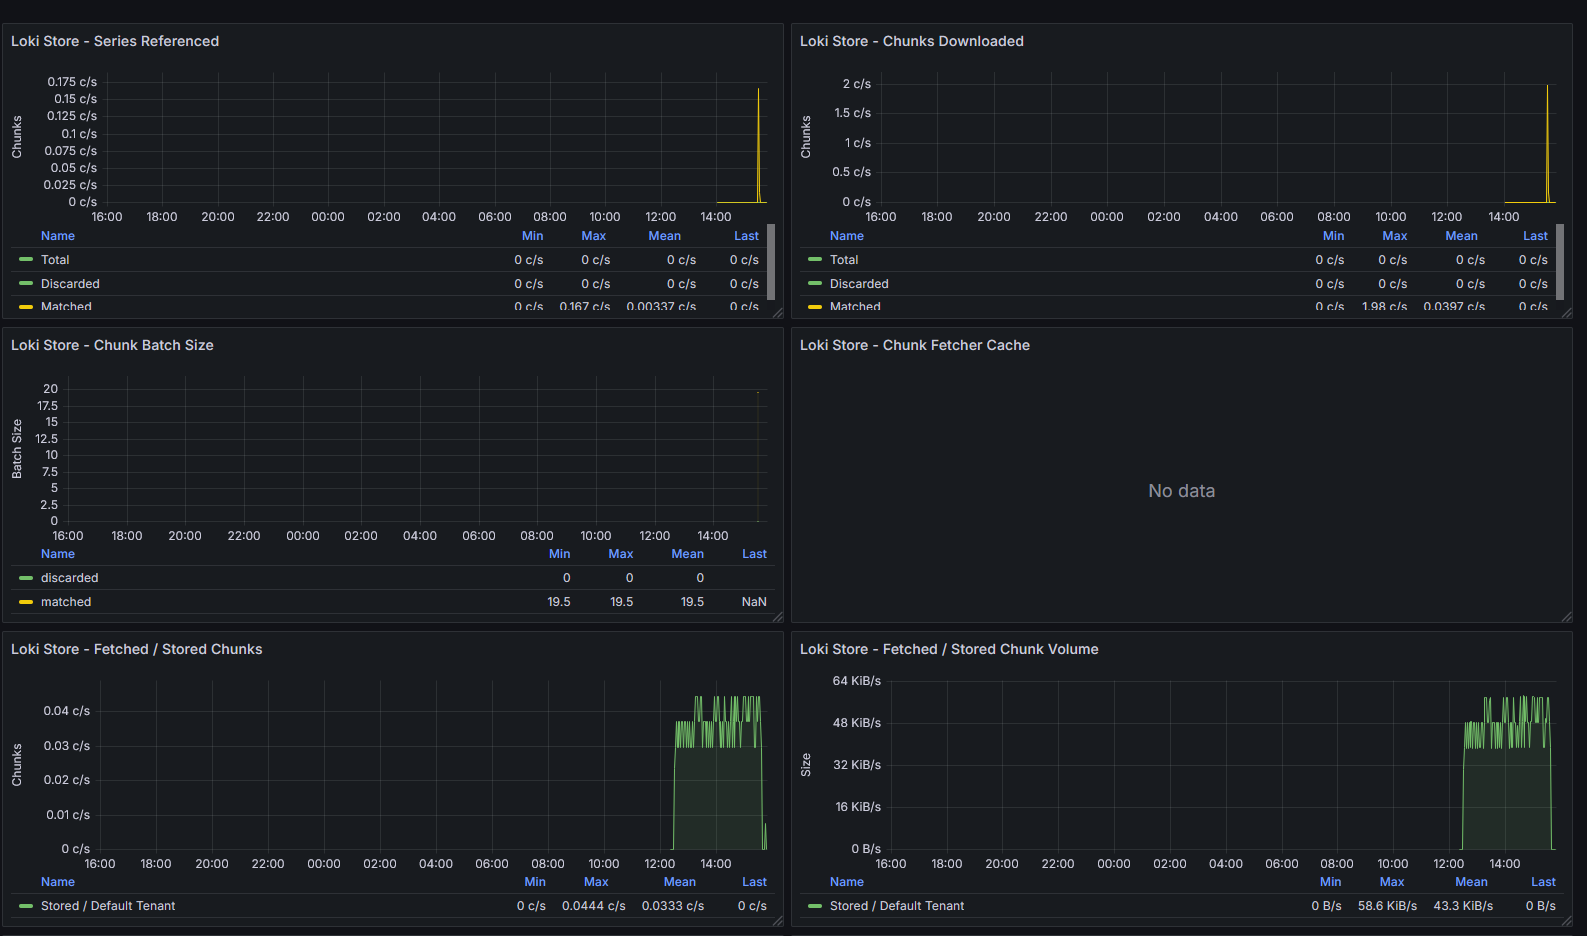 Loki Store - Series Referenced
Chunks
0.175 c/s
0.15 c/s
0.125 c/s
0.1 c/s
0.075 c/s
0.05 c/s
0.025 c/s
0 c/s
16:00 18:00 20:00 22:00 00:00 02:00 04:00 06:00 08:00 10:00 12:00 14:00
Name Min Max Mean Last
Total 0 c/s 0 c/s 0 c/s 0 c/s
Discarded 0 c/s 0 c/s 0 c/s 0 c/s
Matched 0 c/s 0.167 c/s 0.00337 c/s 0 c/s
Loki Store - Chunks Downloaded
Chunks
2 c/s
1.5 c/s
1 c/s
0.5 c/s
0 c/s
16:00 18:00 20:00 22:00 00:00 02:00 04:00 06:00 08:00 10:00 12:00 14:00
Name Min Max Mean Last
Total 0 c/s 0 c/s 0 c/s 0 c/s
Discarded 0 c/s 0 c/s 0 c/s 0 c/s
Matched 0 c/s 1.98 c/s 0.0397 c/s 0 c/s
Loki Store - Chunk Batch Size
Batch Size
20
17.5
15
12.5
10
7.5
5
2.5
0
16:00 18:00 20:00 22:00 00:00 02:00 04:00 06:00 08:00 10:00 12:00 14:00
Name Min Max Mean Last
discarded 0 0 0
matched 19.5 19.5 19.5 NaN
Loki Store - Chunk Fetcher Cache
No data
Loki Store - Fetched / Stored Chunks
Chunks
0.04 c/s
0.03 c/s
0.02 c/s
0.01 c/s
0 c/s
16:00 18:00 20:00 22:00 00:00 02:00 04:00 06:00 08:00 10:00 12:00 14:00
Name Min Max Mean Last
Stored / Default Tenant 0 c/s 0.0444 c/s 0.0333 c/s 0 c/s
Loki Store - Fetched / Stored Chunk Volume
Size
64 KiB/s
48 KiB/s
32 KiB/s
16 KiB/s
0 B/s
16:00 18:00 20:00 22:00 00:00 02:00 04:00 06:00 08:00 10:00 12:00 14:00
Name Min Max Mean Last
Stored / Default Tenant 0 B/s 58.6 KiB/s 43.3 KiB/s 0 B/s